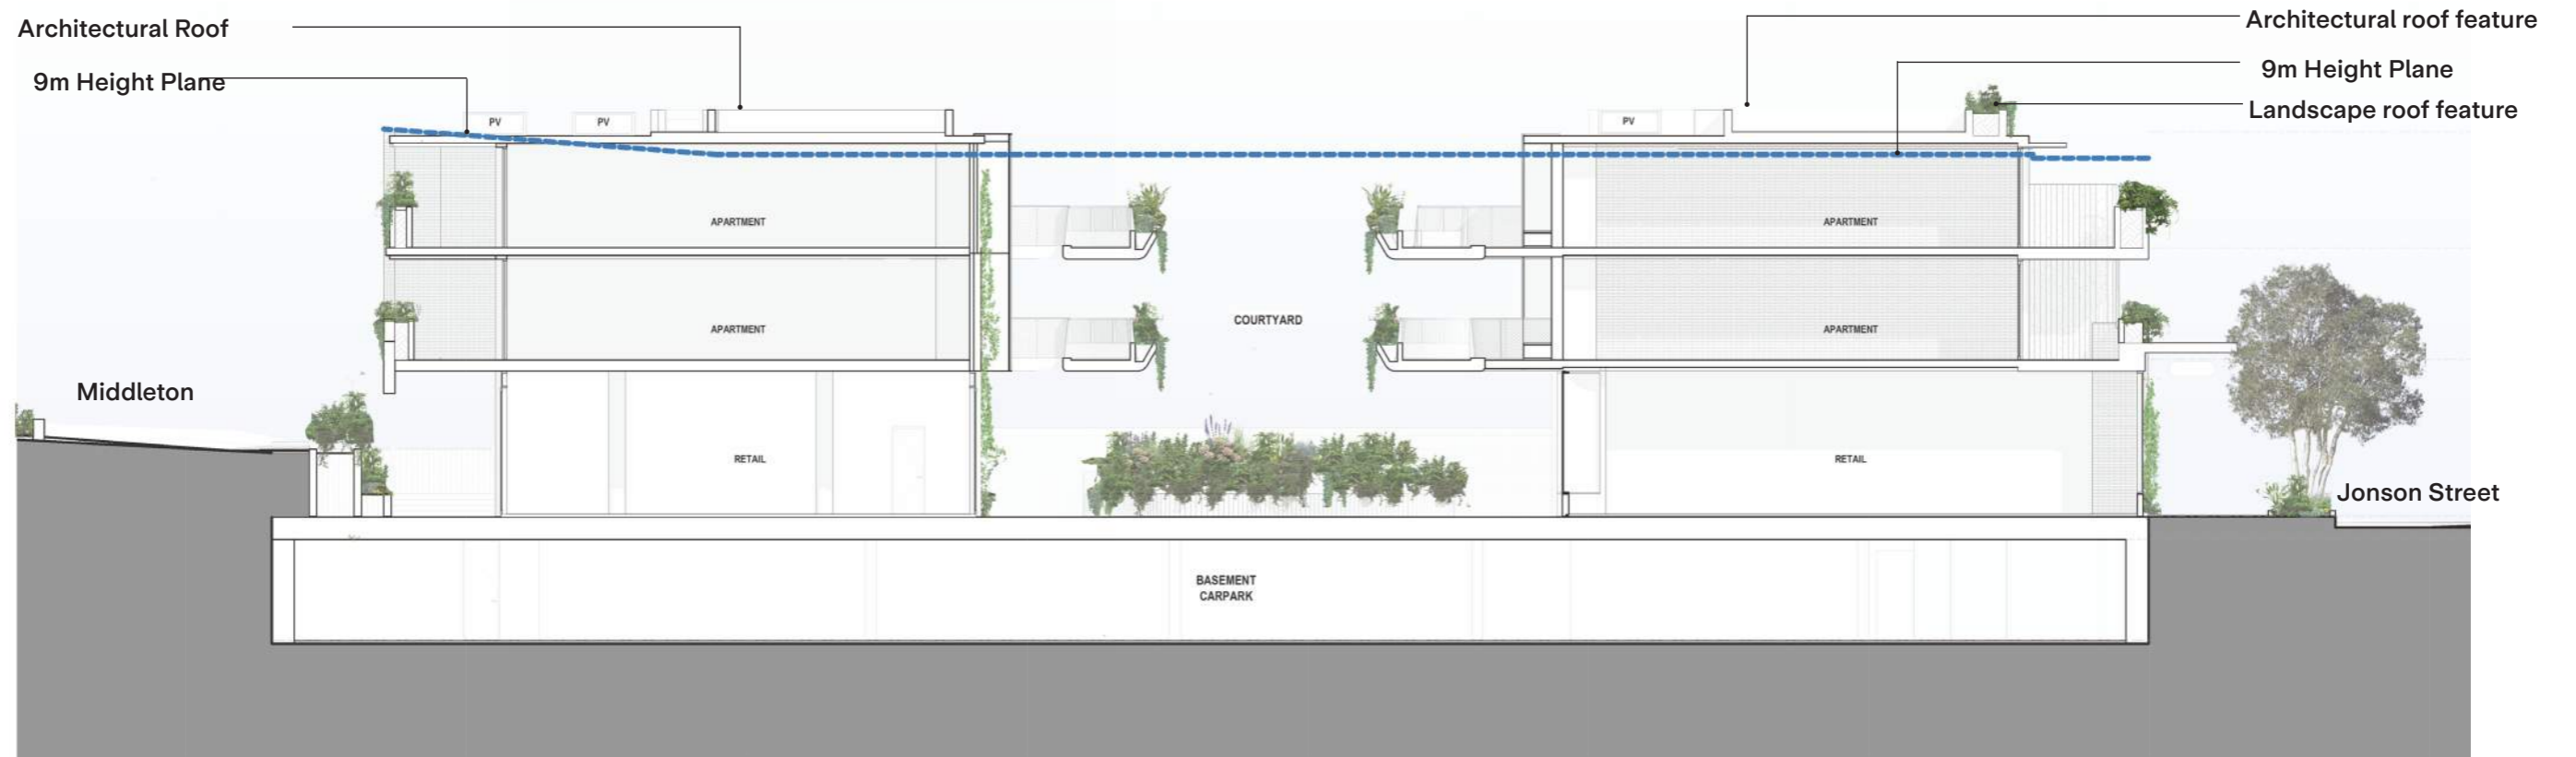 Architectural Roof
Architectural roof feature
9m Height Plane
9m Height Plane
Landscape roof feature
PV
PV
PV
APARTMENT
APARTMENT
APARTMENT
COURTYARD
APARTMENT
Middleton
RETAIL
RETAIL
Jonson Street
BASEMENT
CARPARK